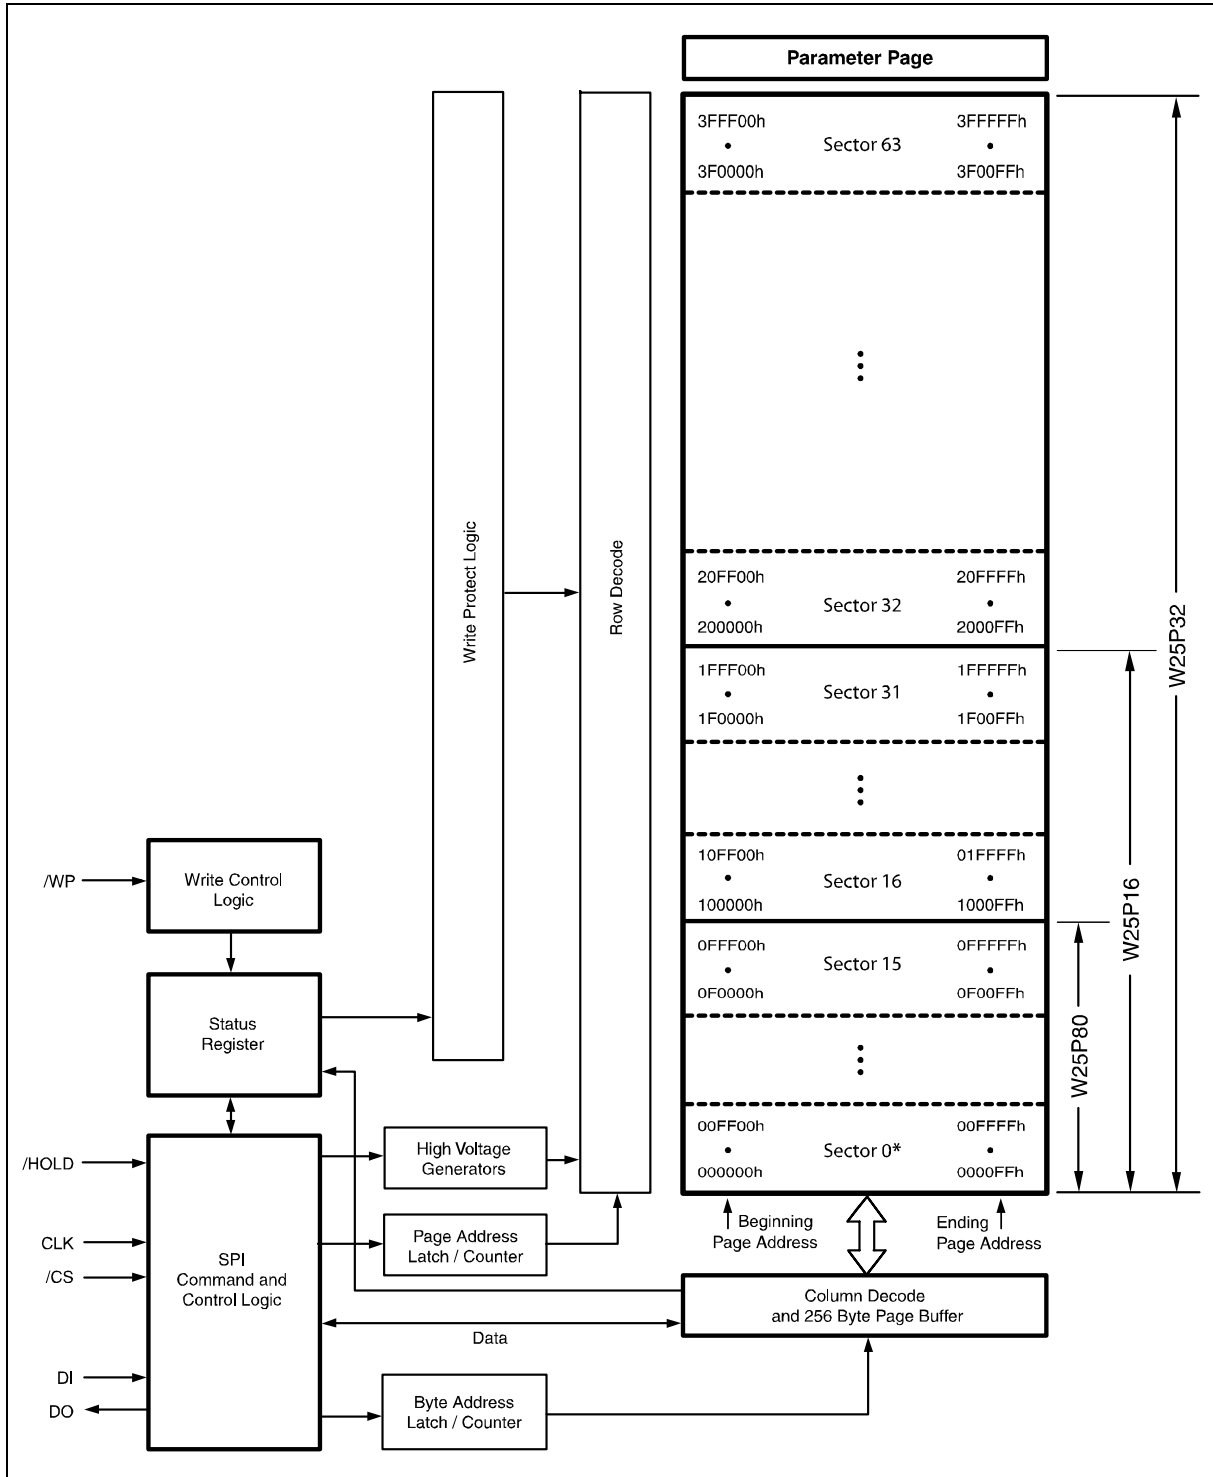 Parameter Page
3FFF00h 3FFFFFh
Sector 63
3F0000h 3F00FFh
20FF00h 20FFFFh
Sector 32
200000h 2000FFh
1FFF00h 1FFFFFh
Sector 31
1F0000h 1F00FFh
10FF00h 01FFFFh
Sector 16
100000h 1000FFh
0FFF00h 0FFFFFh
Sector 15
0F0000h 0F00FFh
00FF00h 00FFFFh
Sector 0*
000000h 0000FFh
Beginning
Page Address
Ending
Page Address
W25P32
W25P16
W25P80
Write Protect Logic
Row Decode
/WP
Write Control
Logic
Status
Register
/HOLD
CLK
/CS
DI
DO
SPI
Command and
Control Logic
High Voltage
Generators
Page Address
Latch / Counter
Column Decode
and 256 Byte Page Buffer
Data
Byte Address
Latch / Counter